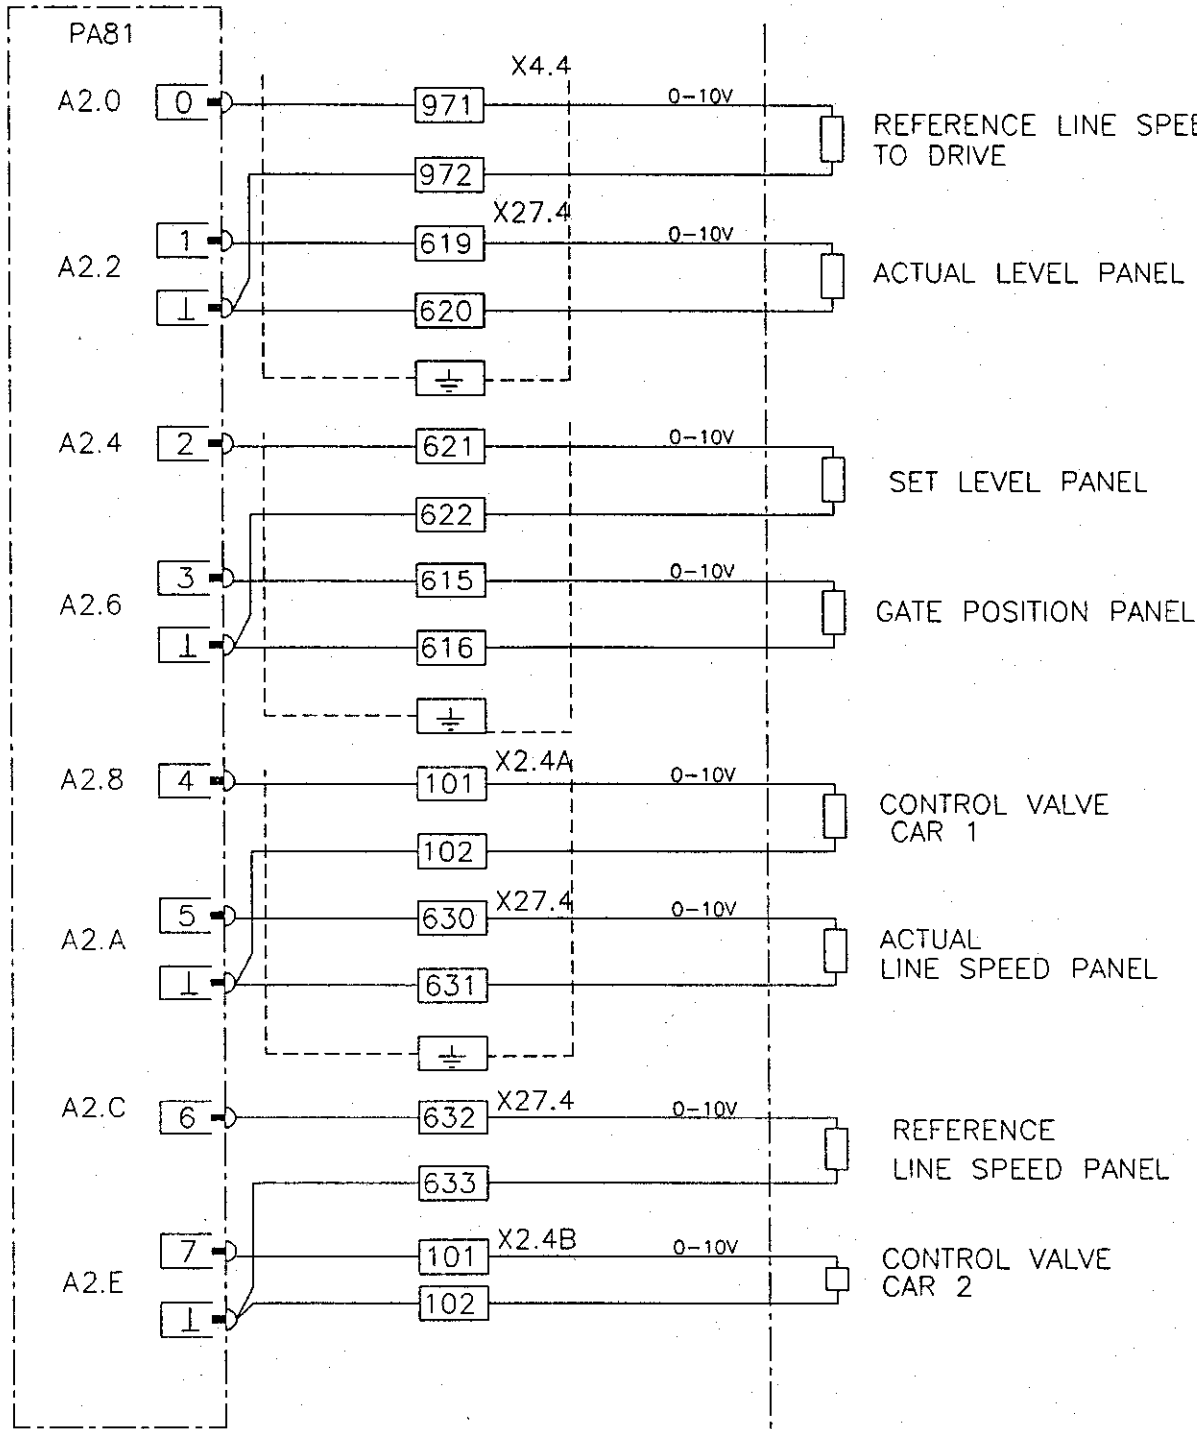 PA81
X4.4
A2.0 0 971 0-10V
REFERENCE LINE
TO DRIVE
972
X27.4
1 619 0-10V
A2.2 ACTUAL LEVEL PANEL
620
A2.4 2 621 0-10V
SET LEVEL PANEL
622
3 615 0-10V
A2.6 GATE POSITION PANEL
616
X2.4A
A2.8 4 101 0-10V
CONTROL VALVE
CAR 1
102
X27.4
5 630 0-10V
A2.A ACTUAL
LINE SPEED PANEL
631
A2.C 6 632 X27.4 0-10V
REFERENCE
LINE SPEED PANEL
633
7 101 X2.4B 0-10V
A2.E CONTROL VALVE
CAR 2
102